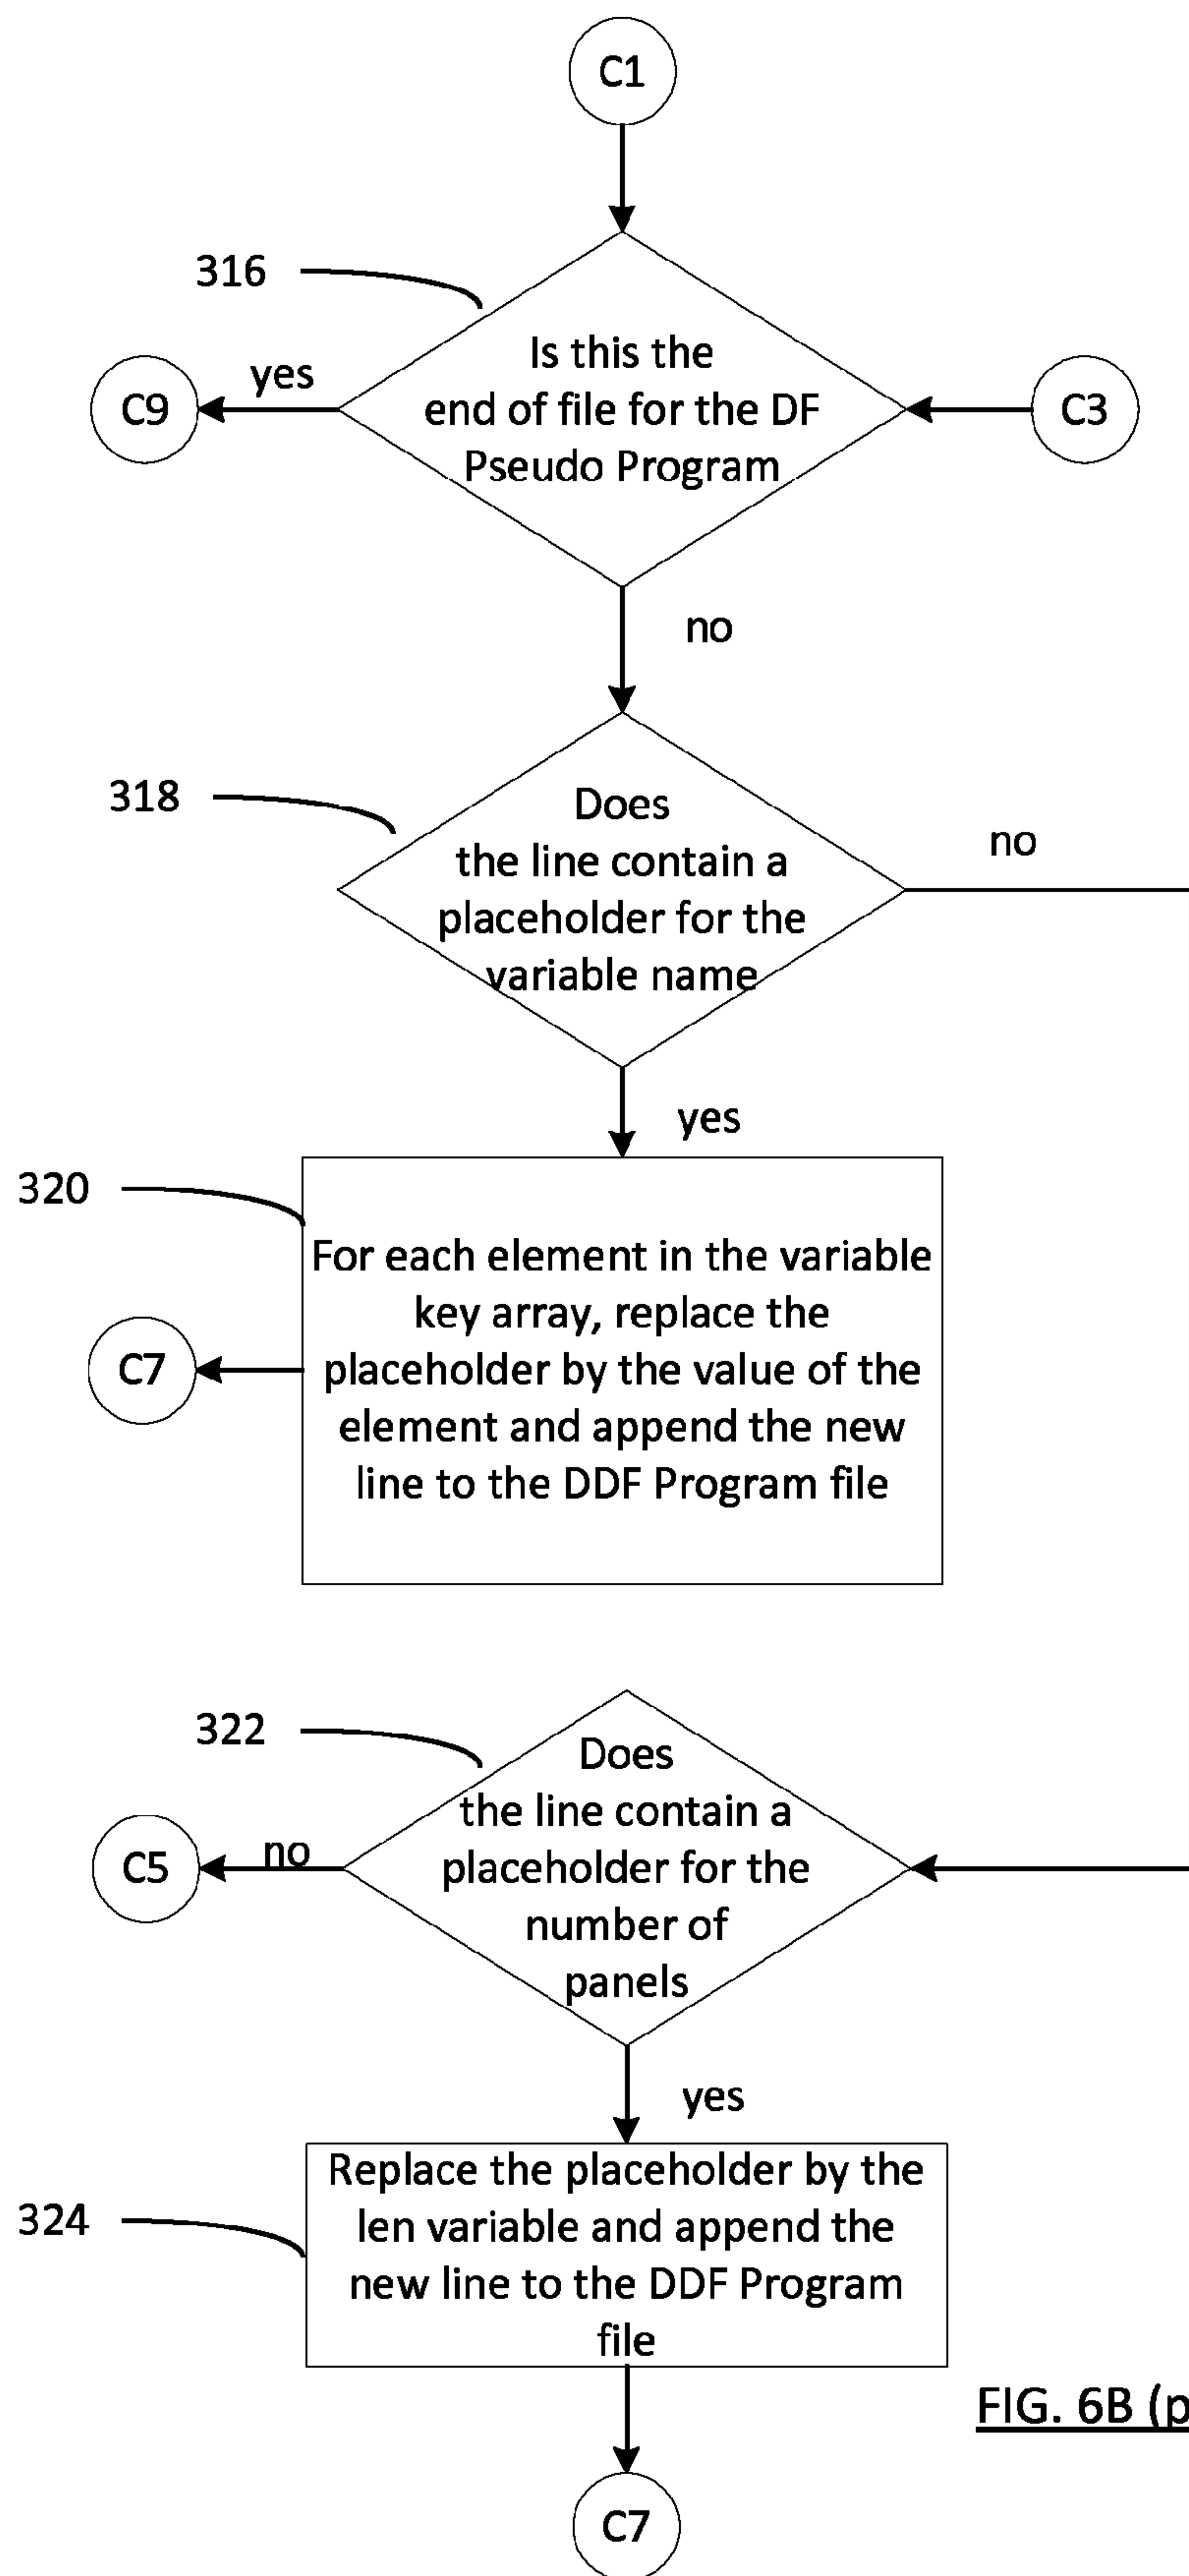 C1
316
Is this the
end of file for the DF
Pseudo Program
yes
C9
C3
no
318
Does
the line contain a
placeholder for the
variable name
no
yes
320
For each element in the variable
key array, replace the
placeholder by the value of the
element and append the new
line to the DDF Program file
C7
322
Does
the line contain a
placeholder for the
number of
panels
no
C5
yes
324
Replace the placeholder by the
len variable and append the
new line to the DDF Program
file
FIG. 6B (p
C7